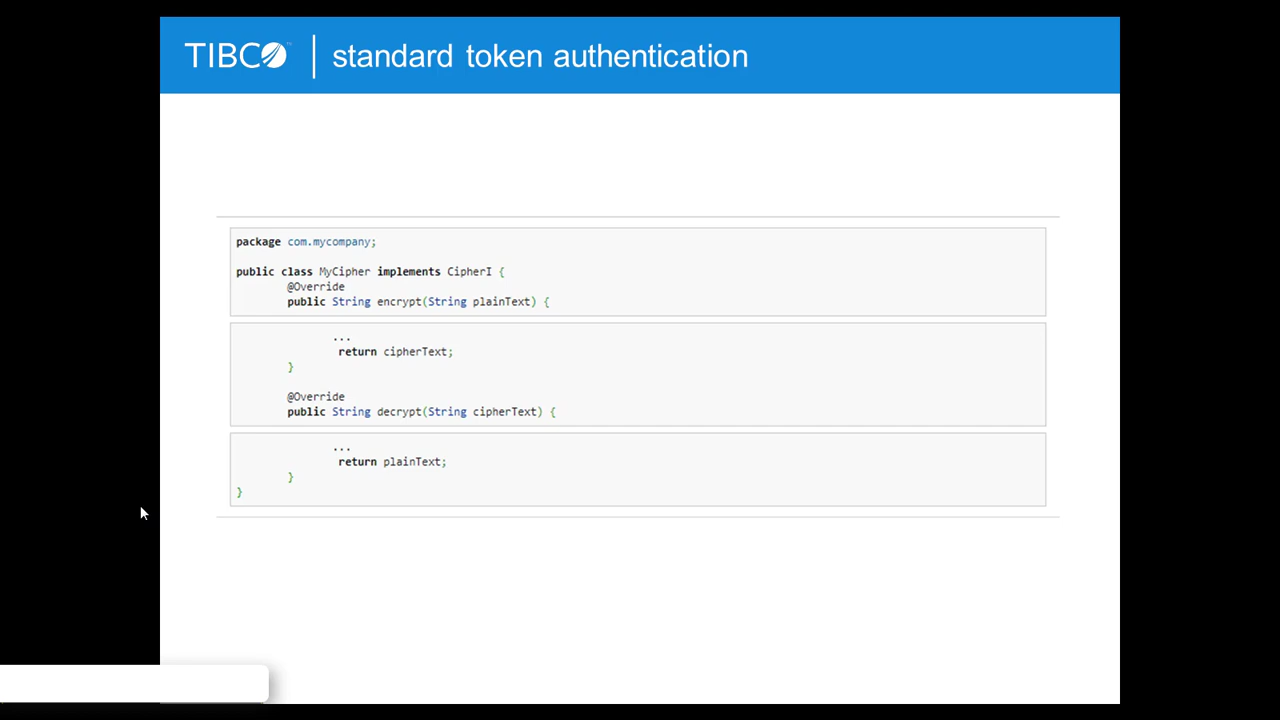 TIBCO™ standard token authentication
package com.mycompany;
public class MyCipher implements CipherI {
@Override
public String encrypt(String plainText) {
...
return cipherText;
}
@Override
public String decrypt(String cipherText) {
...
return plainText;
}
}